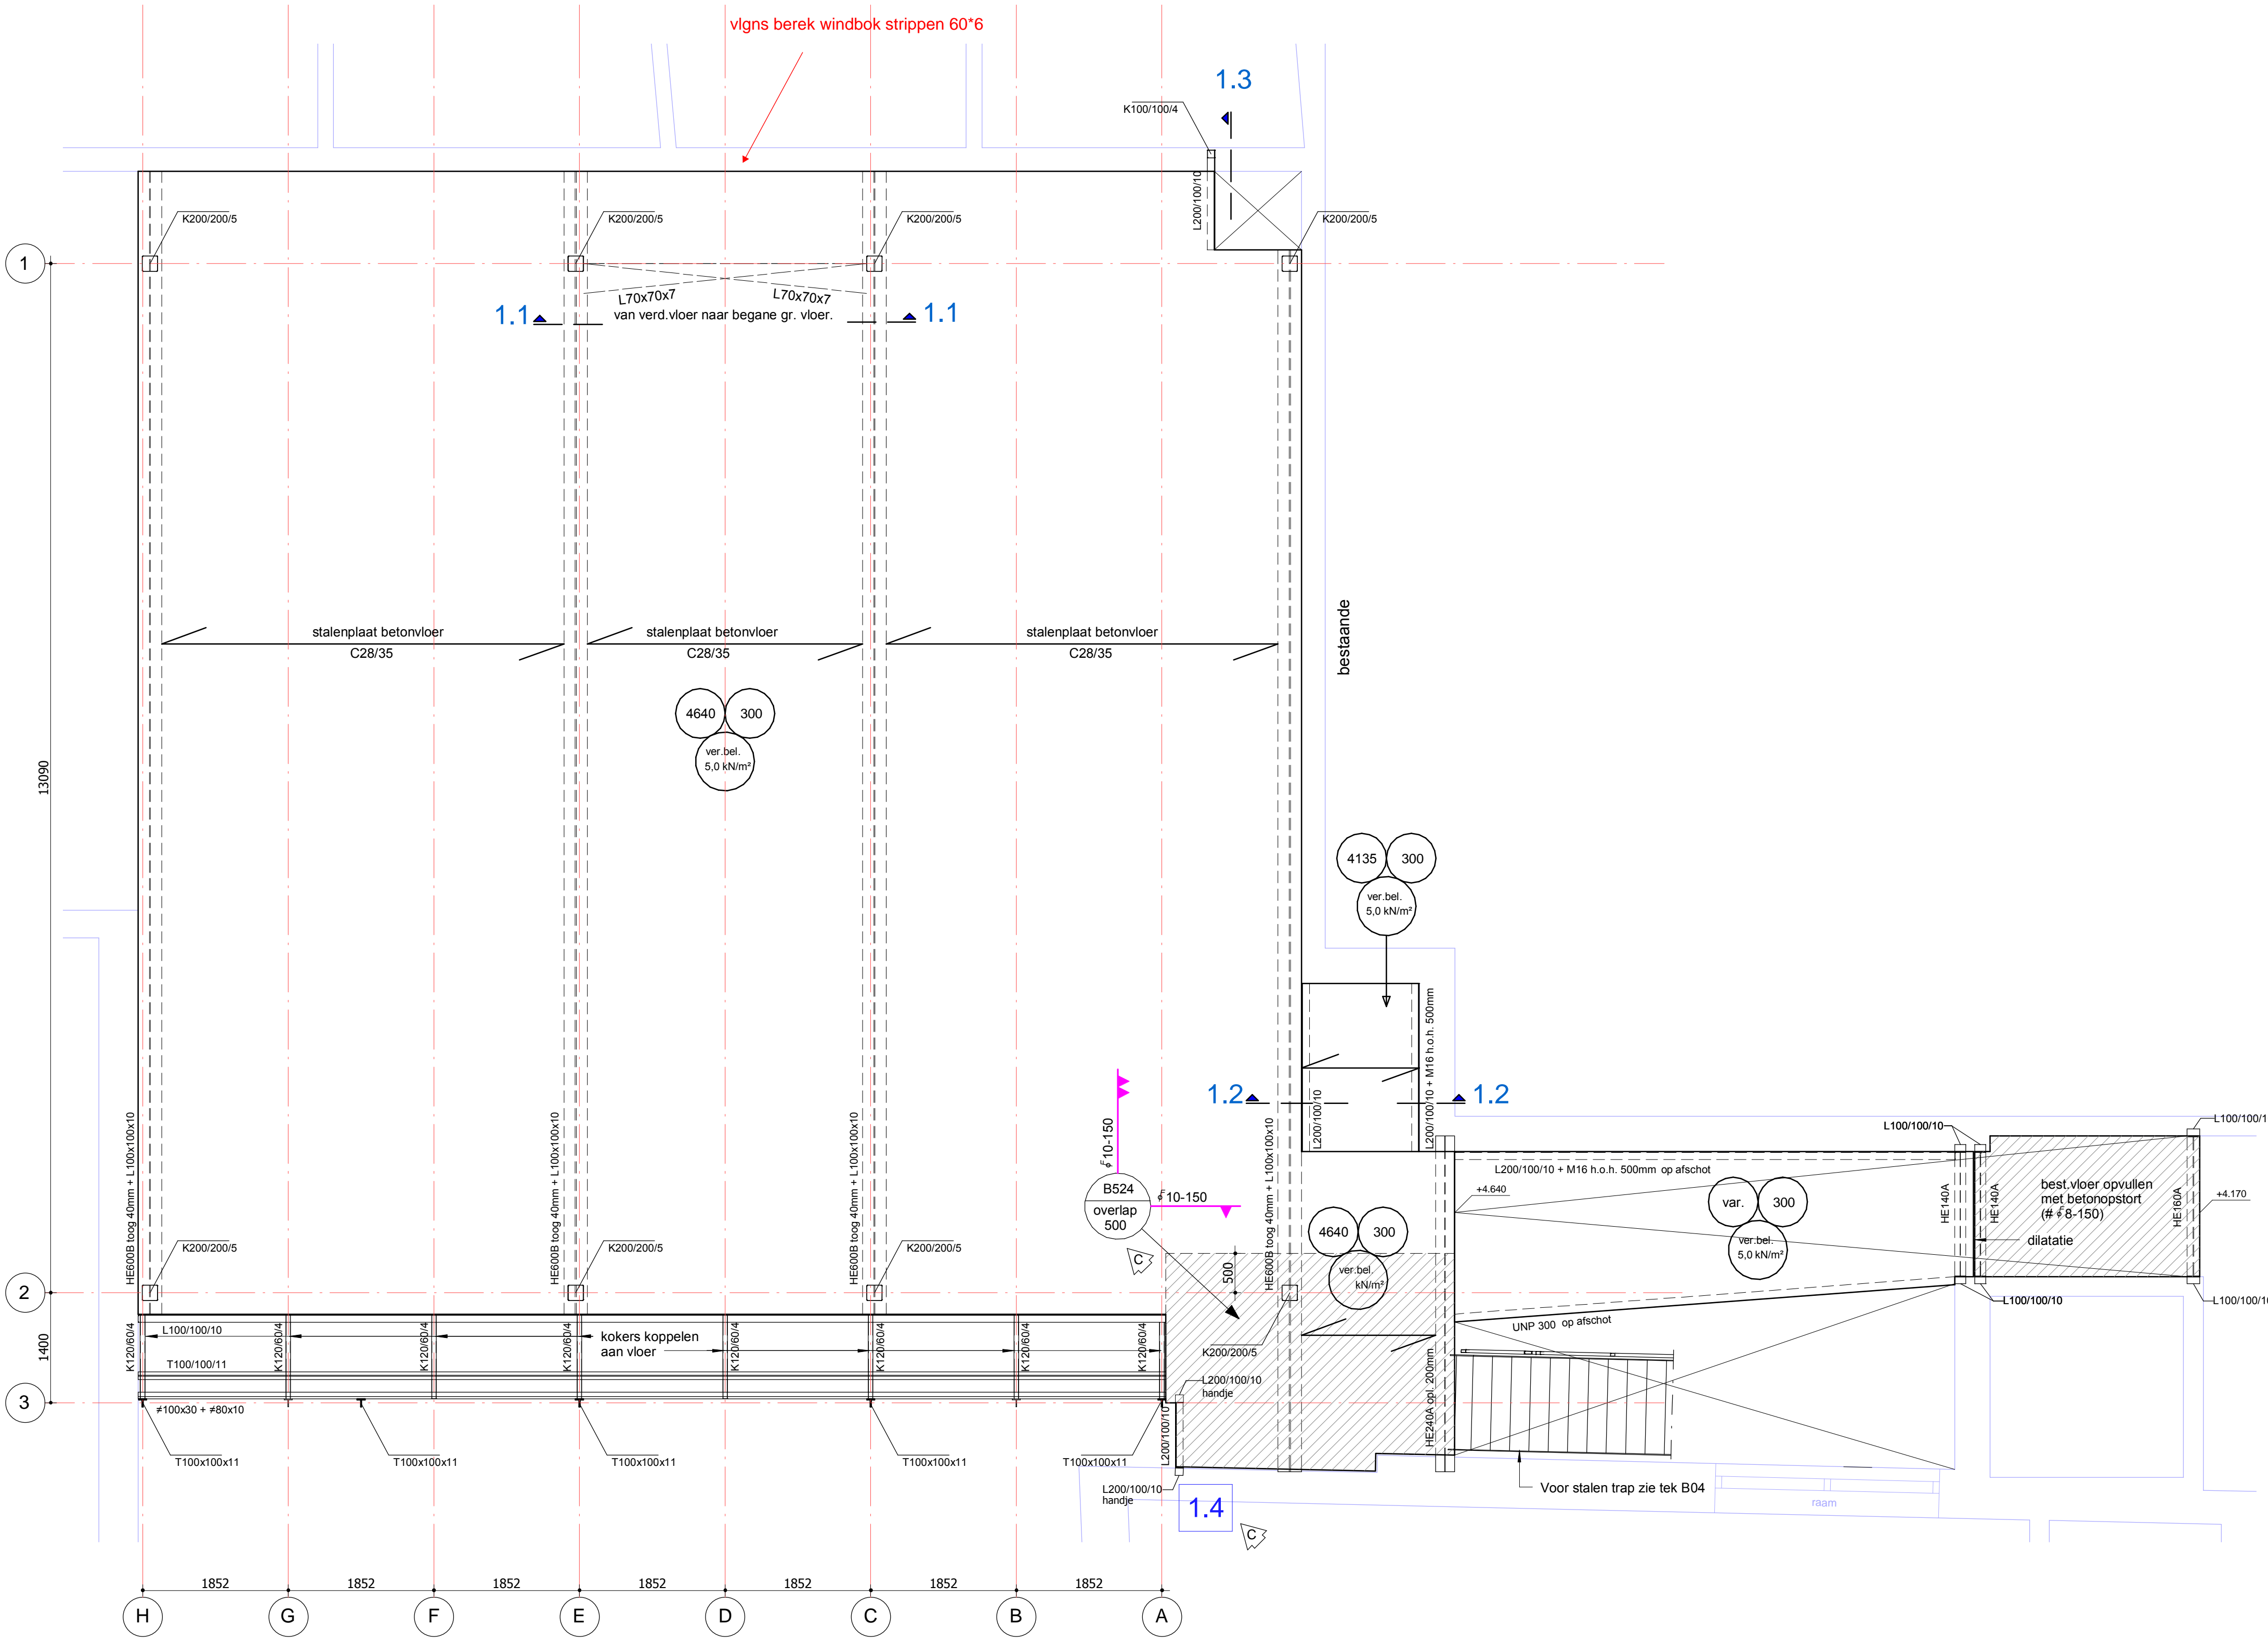 vlgns berek windbok strippen 60*6
1.3
K100/100/4
L200/100/10
K200/200/5
K200/200/5
K200/200/5
K200/200/5
1
L70x70x7
L70x70x7
van verd.vloer naar begane gr. vloer.
1.1
1.1
bestaande
stalenplaat betonvloer
C28/35
stalenplaat betonvloer
C28/35
stalenplaat betonvloer
C28/35
4640
300
ver.bel.
5,0 kN/m²
13090
4135
300
ver.bel.
5,0 kN/m²
L200/100/10
L200/100/10 + M16 h.o.h. 500mm
1.2
1.2
HE600B toog 40mm + L100x100x10
HE600B toog 40mm + L100x100x10
HE600B toog 40mm + L100x100x10
HE600B toog 40mm + L100x100x10
10-150
B524
overlap
500
10-150
C
500
4640
300
ver.bel.
kN/m²
L200/100/10 + M16 h.o.h. 500mm op afschot
+4.640
var.
300
ver.bel.
5,0 kN/m²
L100/100/10
HE140A
HE140A
best.vloer opvullen
met betonopstort
(# 8-150)
dilatatie
HE160A
+4.170
L100/100/1
L100/100/10
L100/100/10
UNP 300 op afschot
K200/200/5
K200/200/5
K200/200/5
K200/200/5
2
1400
3
K120/60/4
K120/60/4
K120/60/4
K120/60/4
K120/60/4
K120/60/4
K120/60/4
K120/60/4
L100/100/10
kokers koppelen
aan vloer
T100/100/11
≠100x30 + ≠80x10
T100x100x11
T100x100x11
T100x100x11
T100x100x11
T100x100x11
L200/100/10
handje
L200/100/10
L200/100/10
handje
HE240A opl. 200mm
1.4
C
Voor stalen trap zie tek B04
raam
1852
1852
1852
1852
1852
1852
1852
H
G
F
E
D
C
B
A